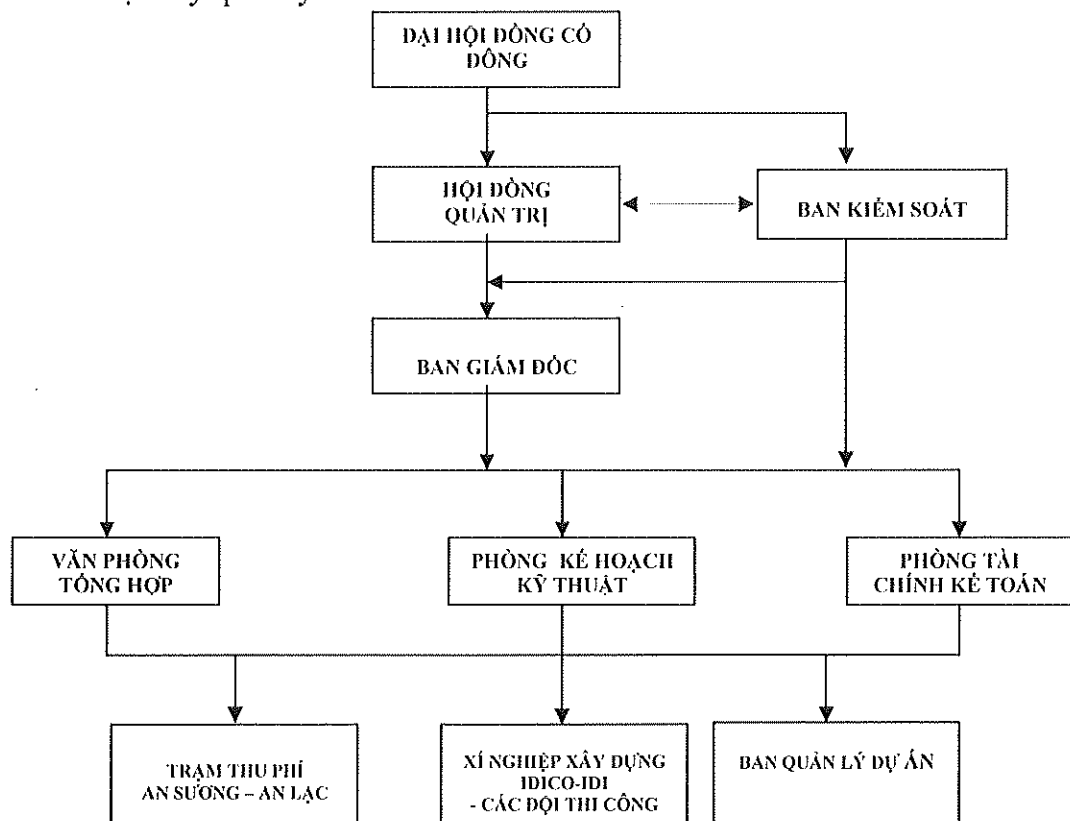 ĐẠI HỘI ĐỒNG CỔ
ĐÔNG
HỘI ĐỒNG
QUẢN TRỊ
BAN KIỂM SOÁT
BAN GIÁM ĐỐC
VĂN PHÒNG
TỔNG HỢP
PHÒNG KẾ HOẠCH
KỸ THUẬT
PHÒNG TÀI
CHÍNH KẾ TOÁN
TRẠM THU PHÍ
AN SƯƠNG – AN LẠC
XÍ NGHIỆP XÂY DỰNG
IDICO-IDI
- CÁC ĐỘI THI CÔNG
BAN QUẢN LÝ DỰ ÁN